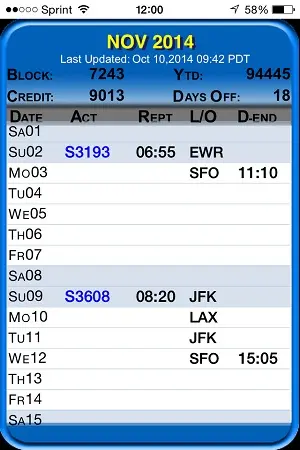 Sprint 12:00 58%
NOV 2014
Last Updated: Oct 10,2014 09:42 PDT
BLOCK: 7243 YTD: 94445
CREDIT: 9013 DAYS OFF: 18
DATE ACT REPT L/O D-END
SA01
SU02 S3193 06:55 EWR
MO03 SFO 11:10
TU04
WE05
TH06
FR07
SA08
SU09 S3608 08:20 JFK
MO10 LAX
TU11 JFK
WE12 SFO 15:05
TH13
FR14
SA15